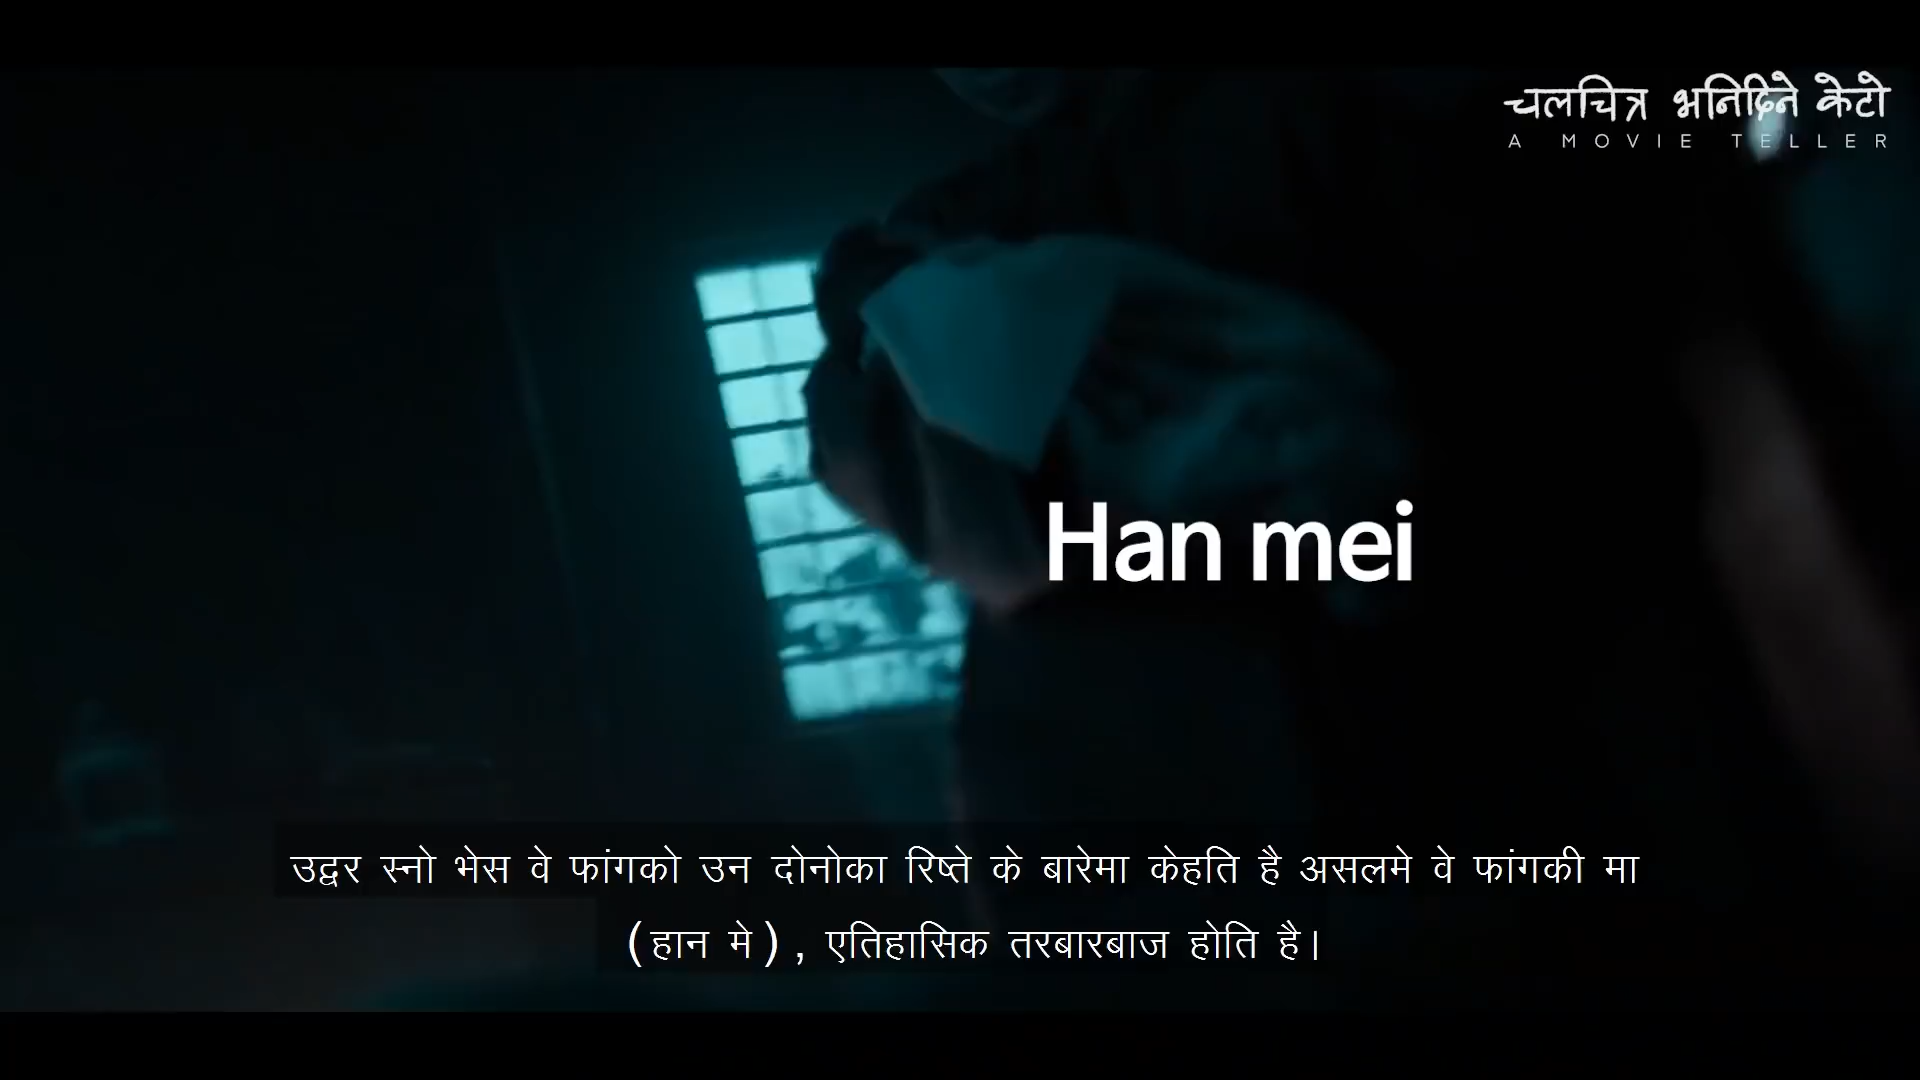 चलचित्र भनिदिने केटो
A MOVIE TELLER
Han mei
उद्वर स्नो भेस वे फांगको उन दोनोका रिष्ते के बारेमा केहति है असलमे वे फांगकी मा
(हान मे), एतिहासिक तरबारबाज होति है।